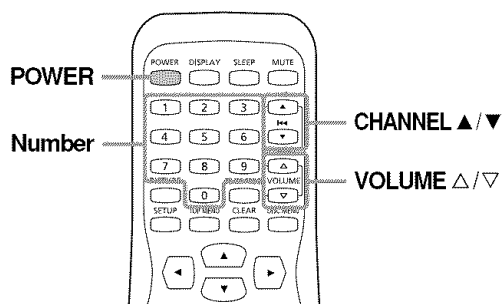 POWER DISPLAY SLEEP MUTE
POWER
1 2 3 ▲
CHANNEL ▲/▼
Number
4 5 6 ▼
7 8 9 △
VOLUME
VOLUME △/▽
0 ▽
SETUP TOP MENU CLEAR DISC MENU
▲
◄ ►
▼